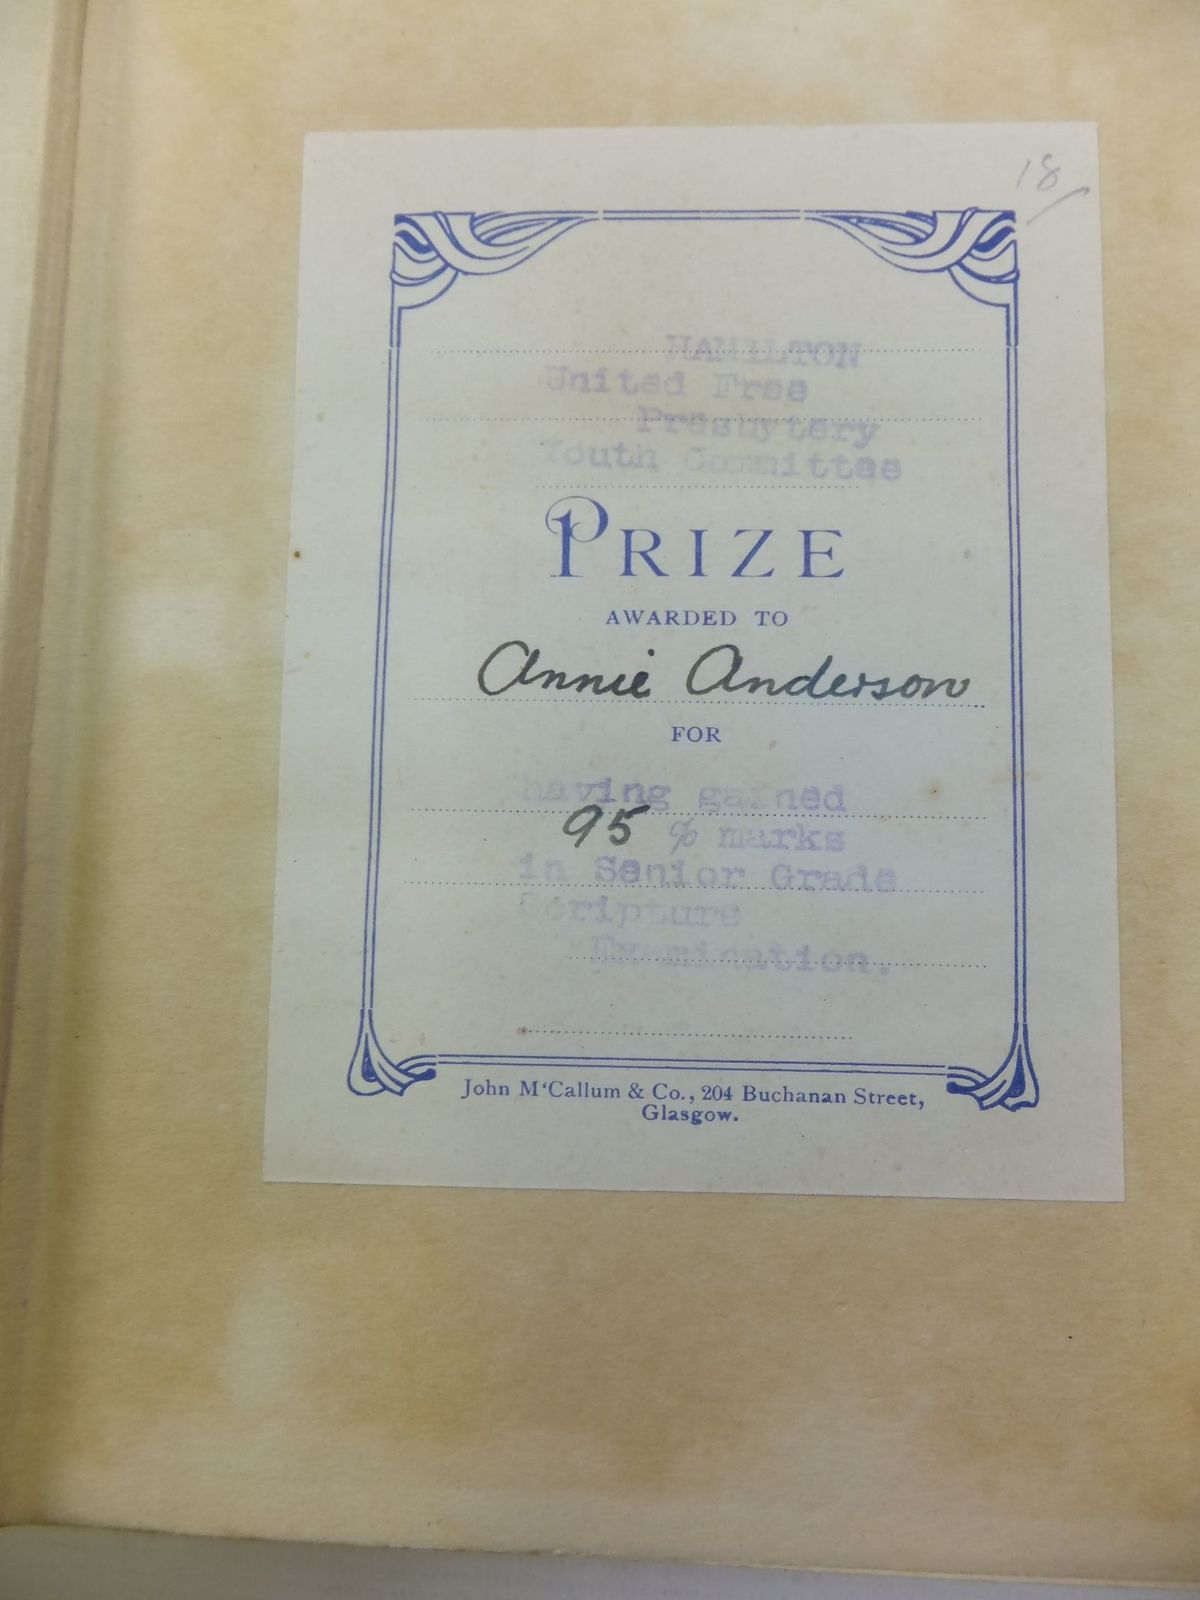 18
HAMILTON
United Free
Presbytery
Youth Committee
PRIZE
AWARDED TO
Annie Anderson
FOR
having gained
95 % marks
in Senior Grade
Scripture
Examination.
John M‘Callum & Co., 204 Buchanan Street,
Glasgow.